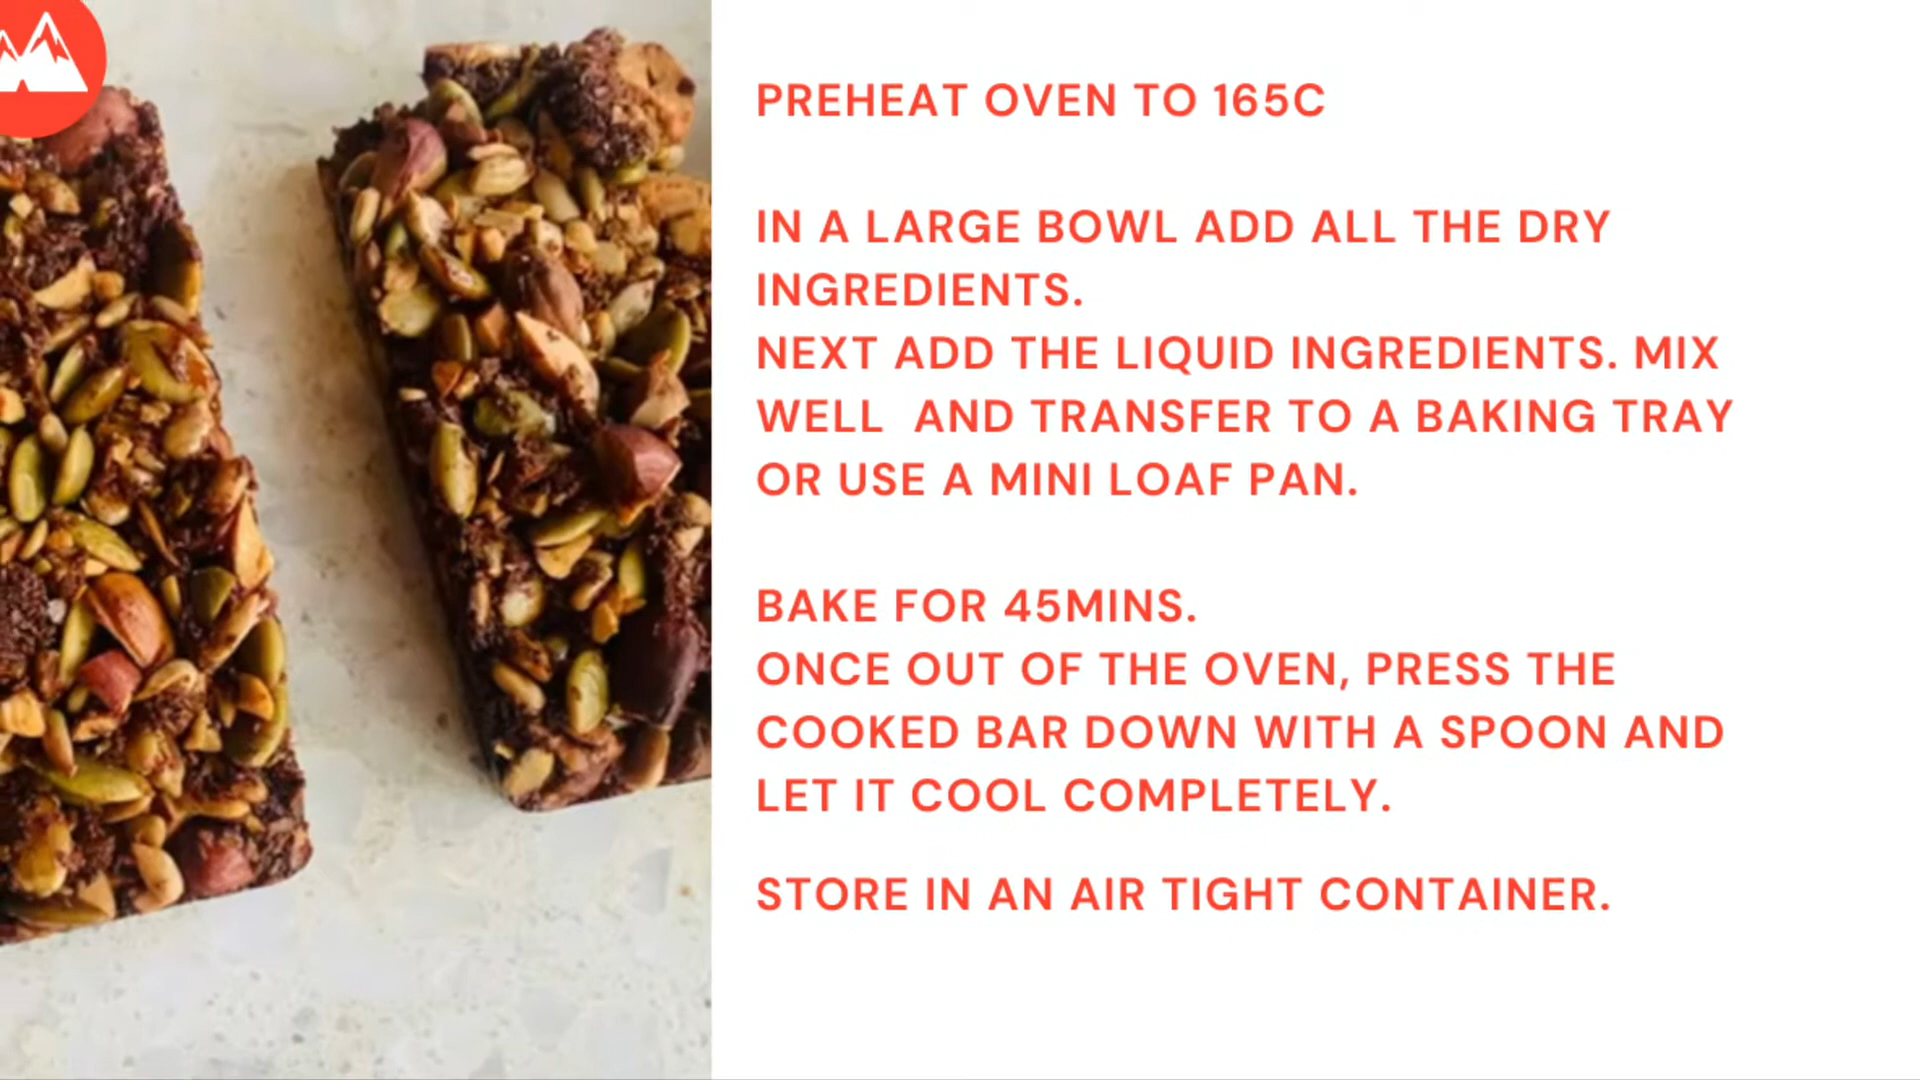 PREHEAT OVEN TO 165C
IN A LARGE BOWL ADD ALL THE DRY
INGREDIENTS.
NEXT ADD THE LIQUID INGREDIENTS. MIX
WELL  AND TRANSFER TO A BAKING TRAY
OR USE A MINI LOAF PAN.
BAKE FOR 45MINS.
ONCE OUT OF THE OVEN, PRESS THE
COOKED BAR DOWN WITH A SPOON AND
LET IT COOL COMPLETELY.
STORE IN AN AIR TIGHT CONTAINER.